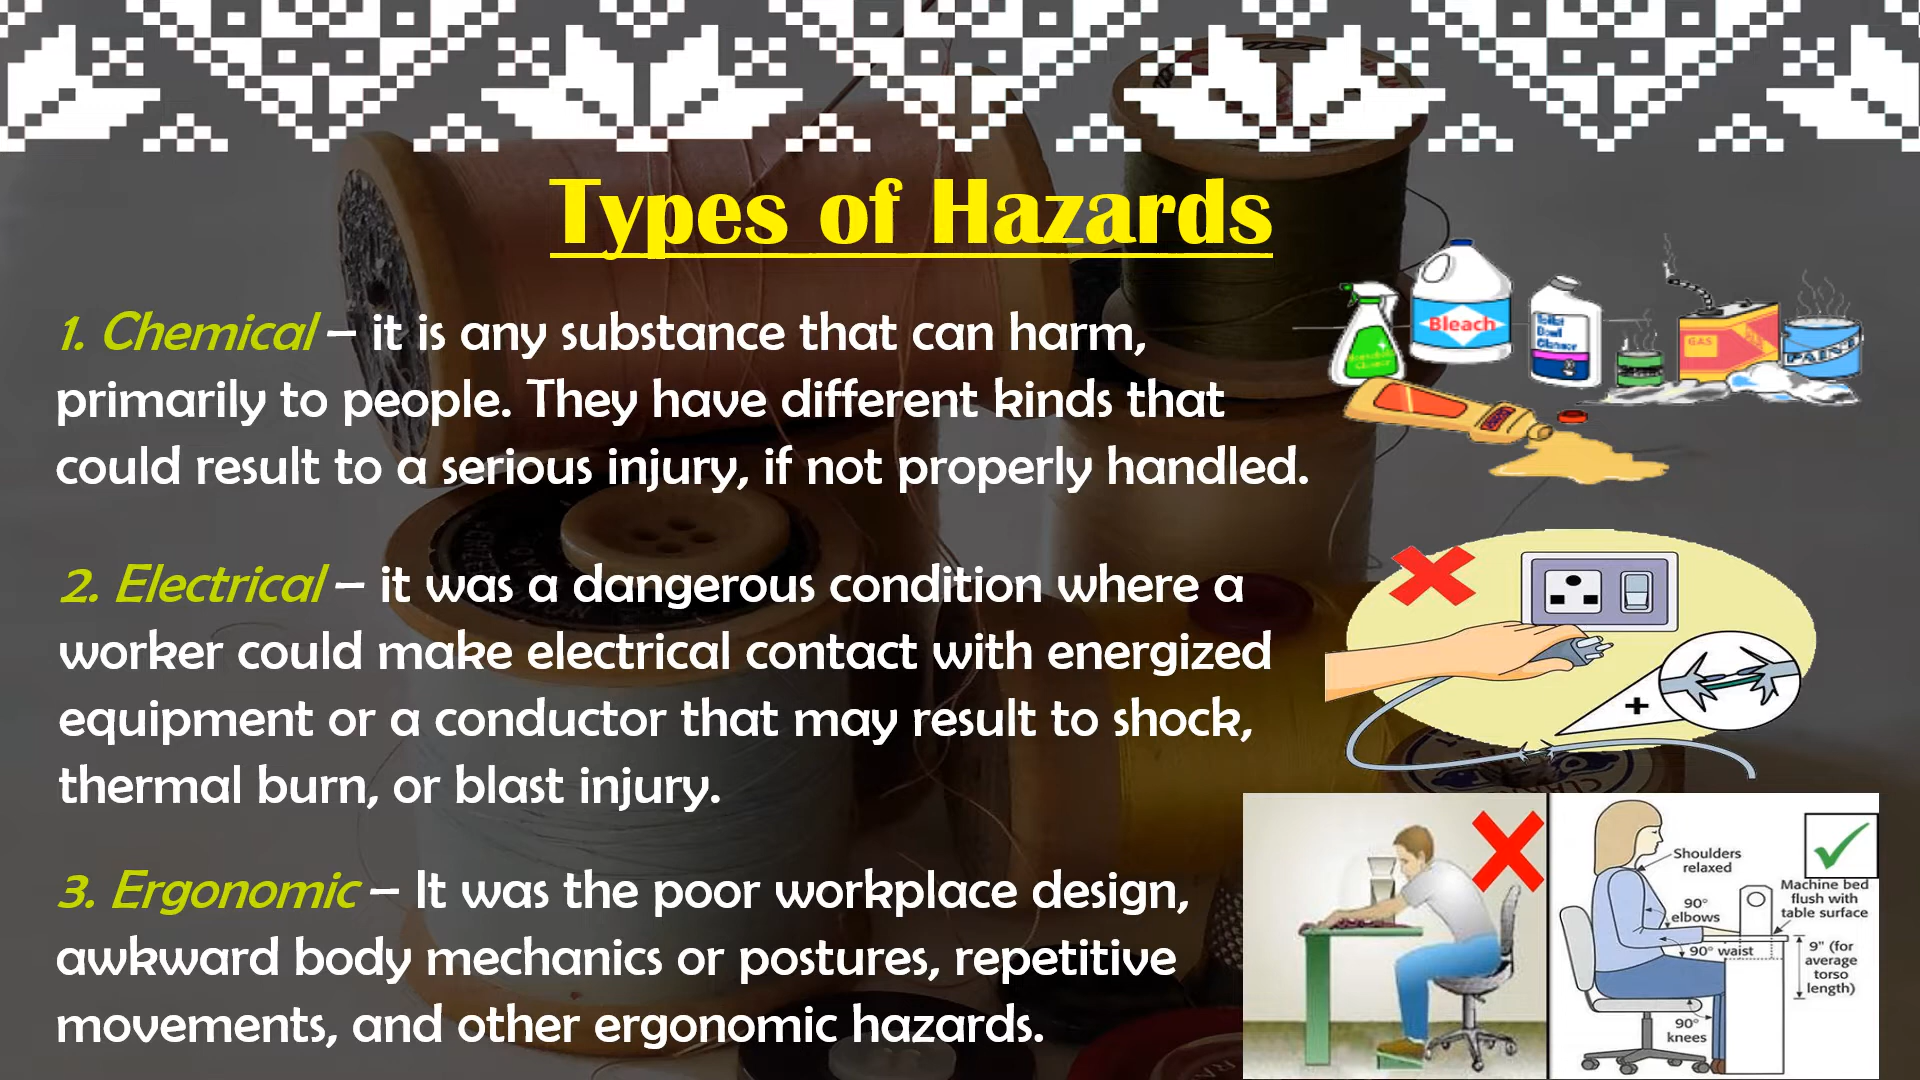 Types of Hazards
1. Chemical – it is any substance that can harm,
primarily to people. They have different kinds that
could result to a serious injury, if not properly handled.
Bleach
Toilet
Bowl
Cleaner
GAS
PAINT
2. Electrical – it was a dangerous condition where a
worker could make electrical contact with energized
equipment or a conductor that may result to shock,
thermal burn, or blast injury.
+
3. Ergonomic – It was the poor workplace design,
awkward body mechanics or postures, repetitive
movements, and other ergonomic hazards.
Shoulders
relaxed
Machine bed
flush with
table surface
90°
elbows
90° waist
9" (for
average
torso
length)
90°
knees